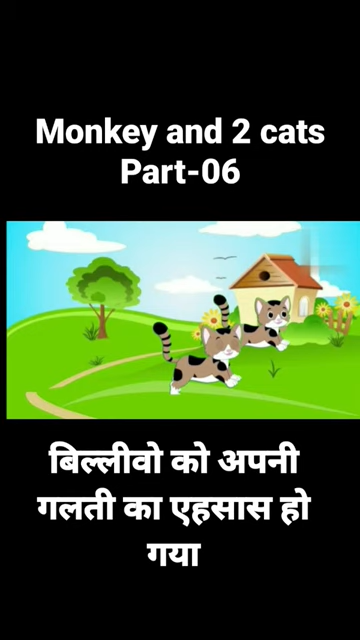 Monkey and 2 cats
Part-06
बिल्लीवो को अपनी
गलती का एहसास हो
गया